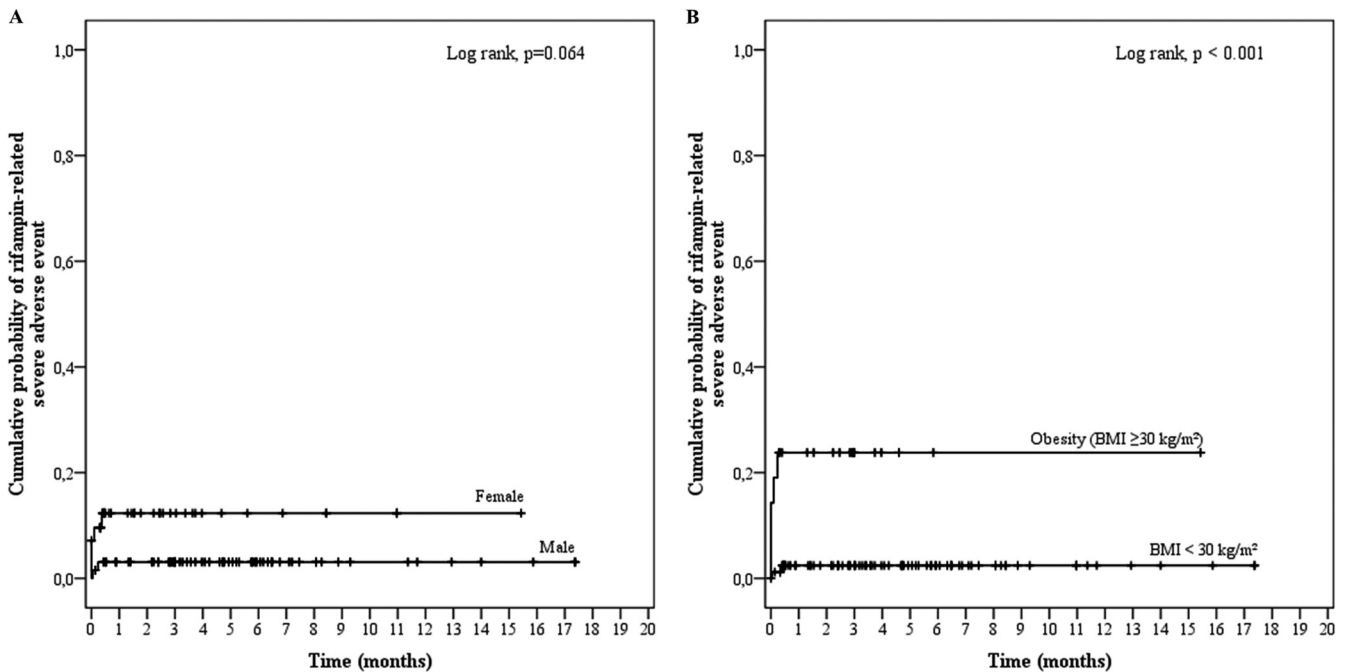 A
Log rank, p=0.064
Cumulative probability of rifampin-related
severe adverse event
1,0
0,8
0,6
0,4
0,2
0,0
Female
Male
0 1 2 3 4 5 6 7 8 9 10 11 12 13 14 15 16 17 18 19 20
Time (months)
B
Log rank, p < 0.001
Cumulative probability of rifampin-related
severe adverse event
1,0
0,8
0,6
0,4
0,2
0,0
Obesity (BMI ≥30 kg/m²)
BMI < 30 kg/m²
0 1 2 3 4 5 6 7 8 9 10 11 12 13 14 15 16 17 18 19 20
Time (months)